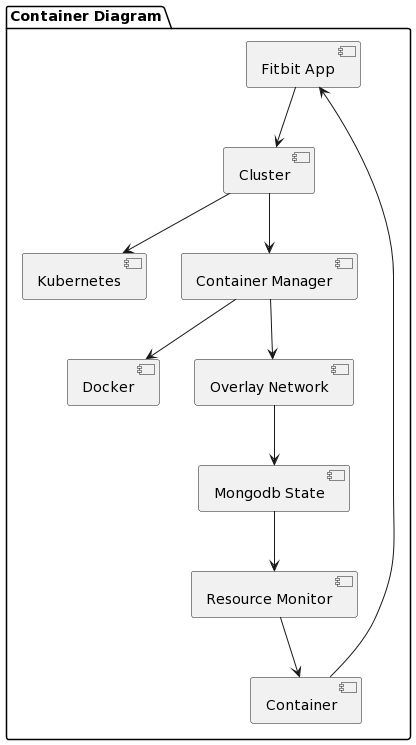 Container Diagram
Fitbit App
Cluster
Kubernetes
Container Manager
Docker
Overlay Network
Mongodb State
Resource Monitor
Container